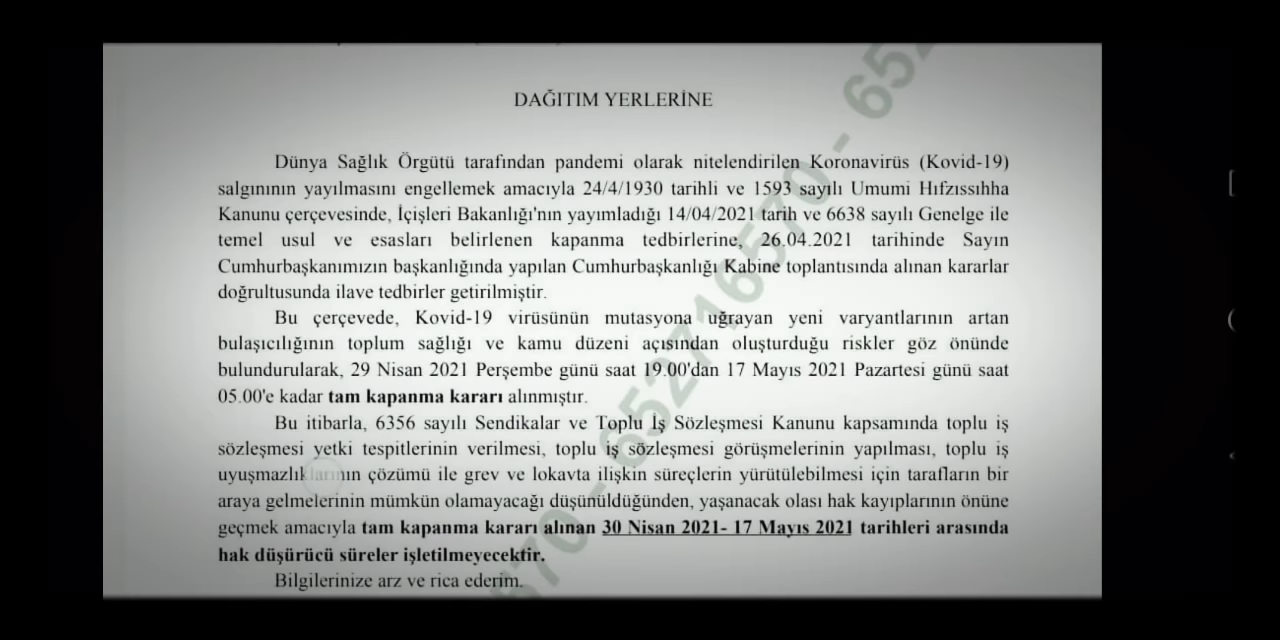 DAĞITIM YERLERİNE
Dünya Sağlık Örgütü tarafından pandemi olarak nitelendirilen Koronavirüs (Kovid-19)
salgınının yayılmasını engellemek amacıyla 24/4/1930 tarihli ve 1593 sayılı Umumi Hıfzıssıhha
Kanunu çerçevesinde, İçişleri Bakanlığı'nın yayımladığı 14/04/2021 tarih ve 6638 sayılı Genelge ile
temel usul ve esasları belirlenen kapanma tedbirlerine, 26.04.2021 tarihinde Sayın
Cumhurbaşkanımızın başkanlığında yapılan Cumhurbaşkanlığı Kabine toplantısında alınan kararlar
doğrultusunda ilave tedbirler getirilmiştir.
Bu çerçevede, Kovid-19 virüsünün mutasyona uğrayan yeni varyantlarının artan
bulaşıcılığının toplum sağlığı ve kamu düzeni açısından oluşturduğu riskler göz önünde
bulundurularak, 29 Nisan 2021 Perşembe günü saat 19.00'dan 17 Mayıs 2021 Pazartesi günü saat
05.00'e kadar tam kapanma kararı alınmıştır.
Bu itibarla, 6356 sayılı Sendikalar ve Toplu İş Sözleşmesi Kanunu kapsamında toplu iş
sözleşmesi yetki tespitlerinin verilmesi, toplu iş sözleşmesi görüşmelerinin yapılması, toplu iş
uyuşmazlıklarının çözümü ile grev ve lokavta ilişkin süreçlerin yürütülebilmesi için tarafların bir
araya gelmelerinin mümkün olamayacağı düşünüldüğünden, yaşanacak olası hak kayıplarının önüne
geçmek amacıyla tam kapanma kararı alınan 30 Nisan 2021- 17 Mayıs 2021 tarihleri arasında
hak düşürücü süreler işletilmeyecektir.
Bilgilerinize arz ve rica ederim.
570 - 652716570 - 652